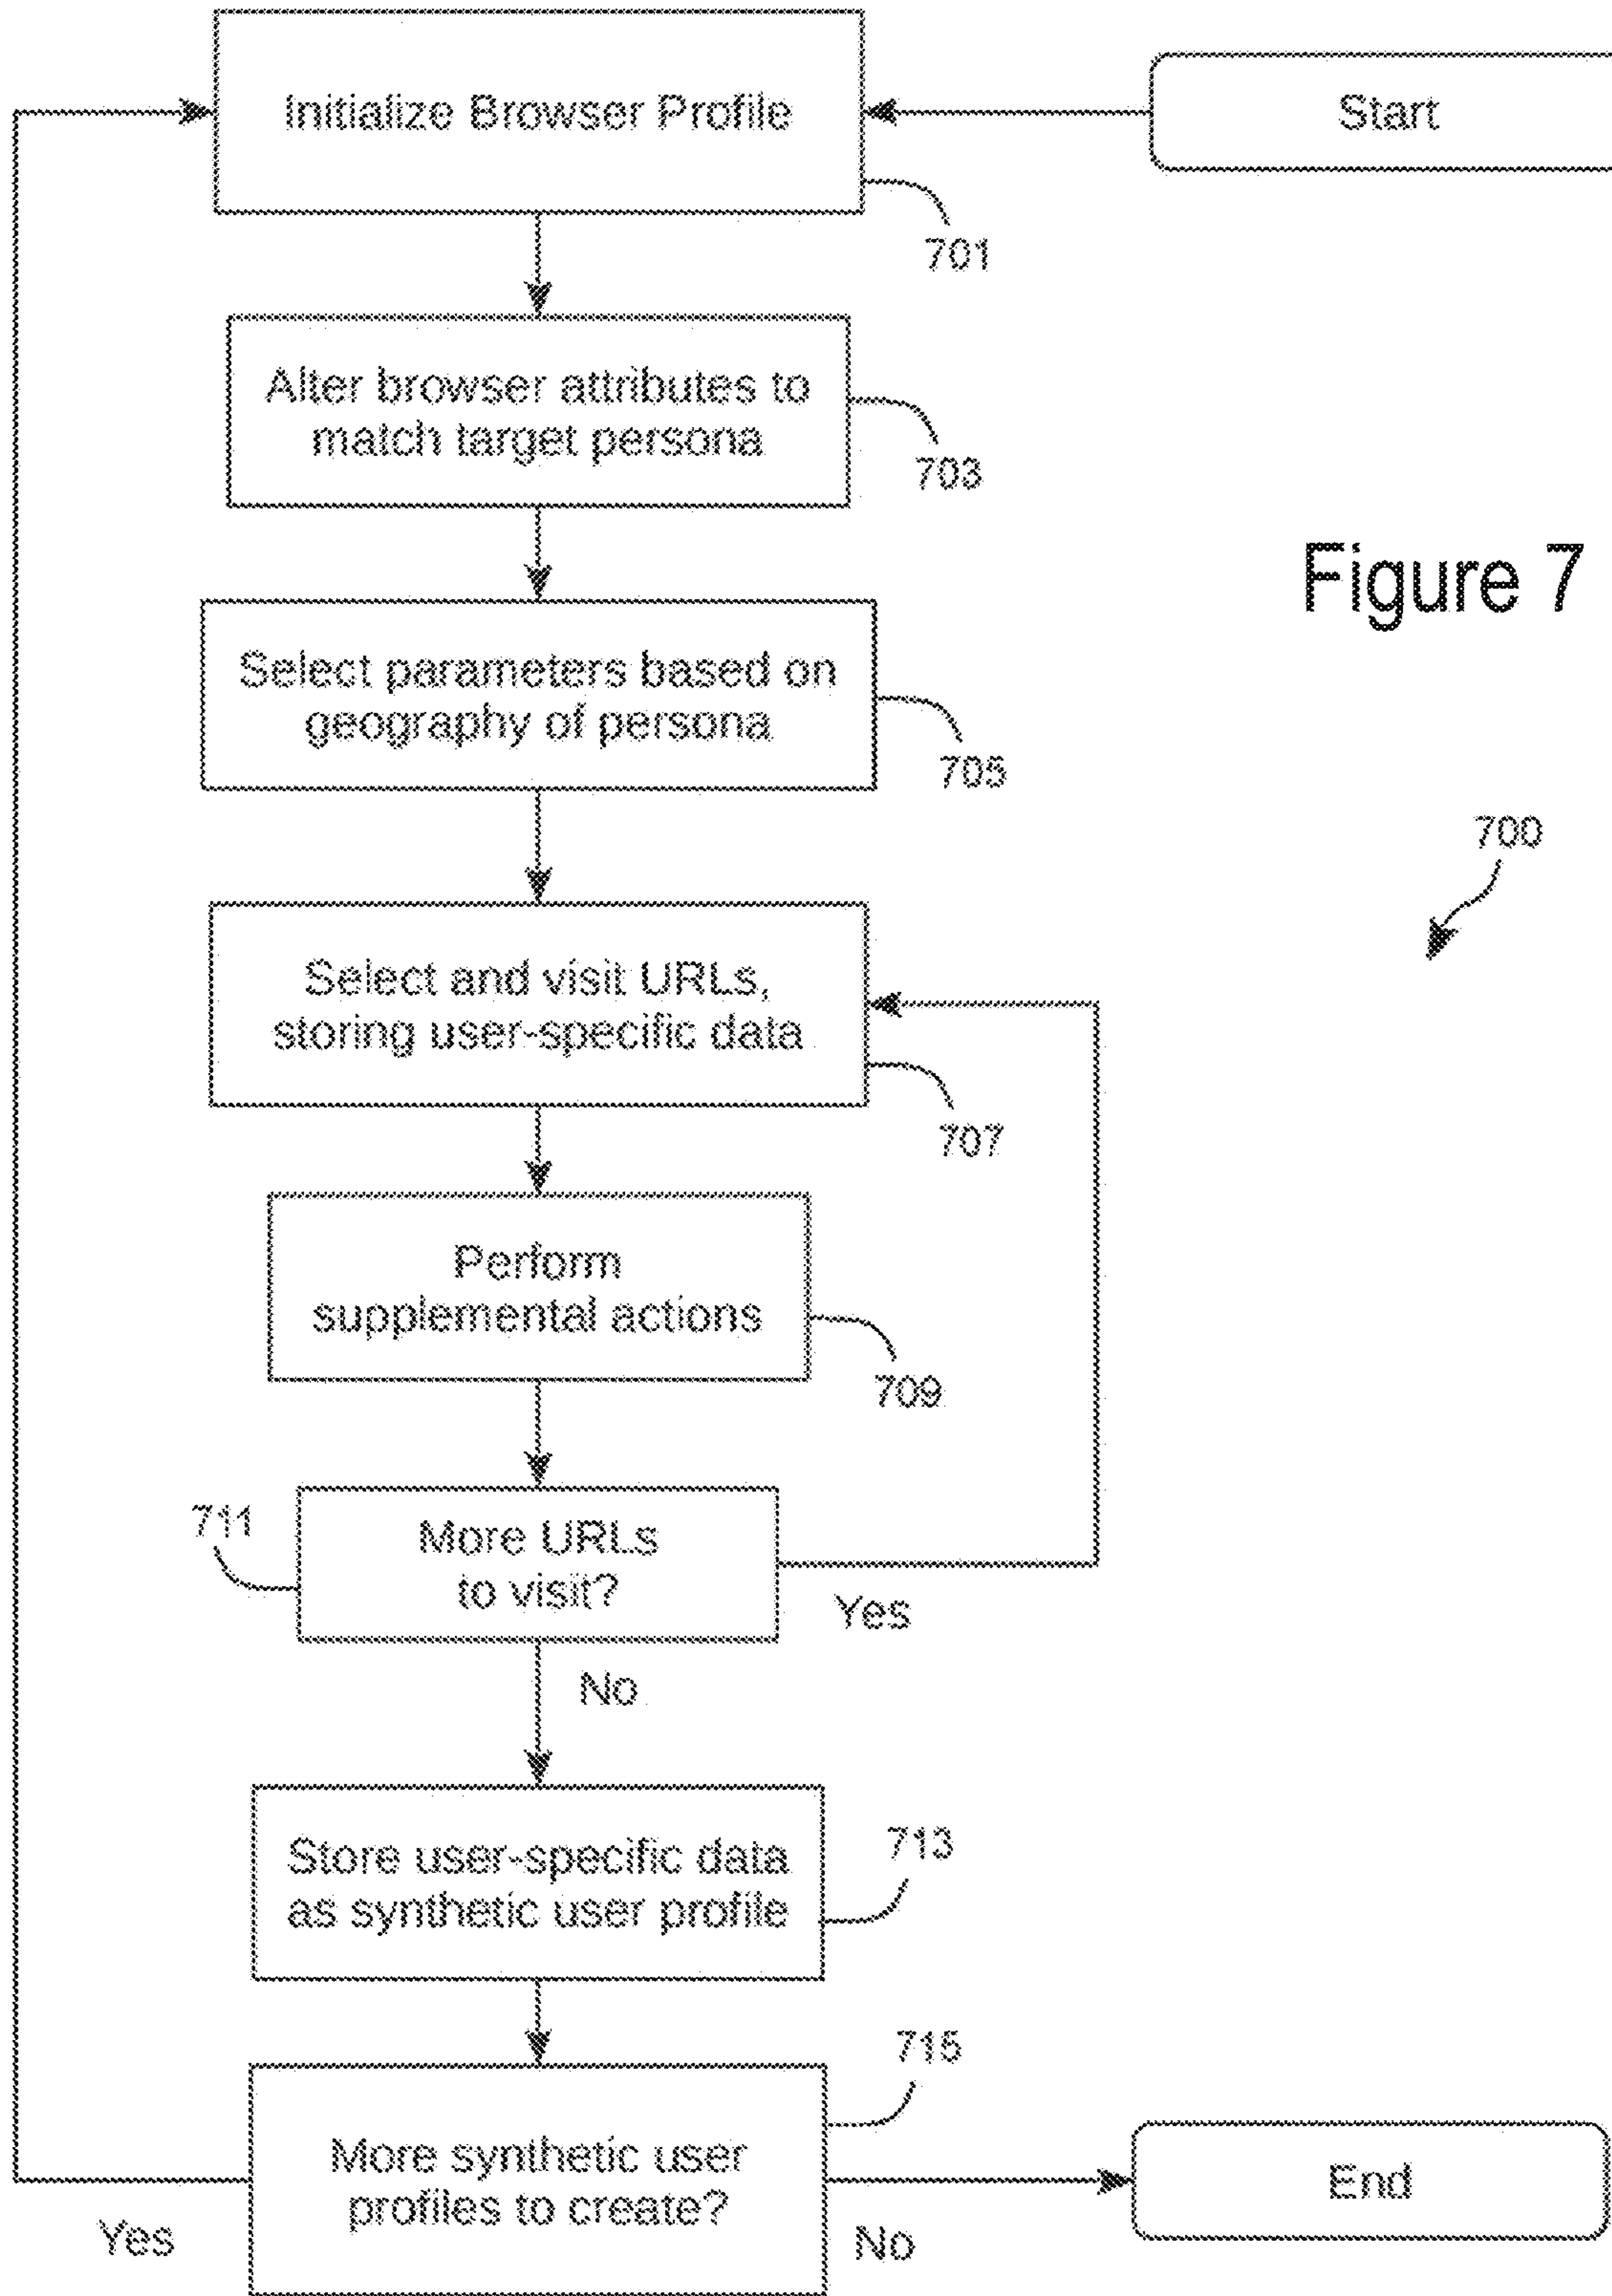 Initialize Browser Profile
Start
701
Alter browser attributes to
match target persona
703
Figure 7
Select parameters based on
geography of persona
705
700
Select and visit URLs,
storing user-specific data
707
Perform
supplemental actions
709
711
More URLs
to visit?
Yes
No
Store user-specific data
as synthetic user profile
713
715
More synthetic user
profiles to create?
End
Yes
No